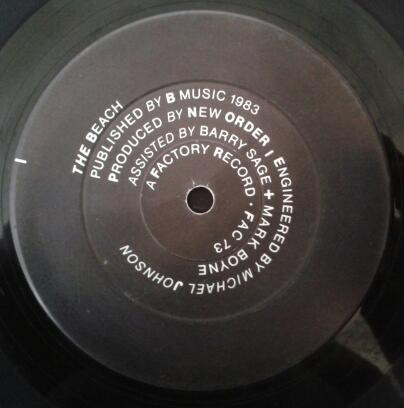 THE BEACH
PUBLISHED BY B MUSIC 1983
PRODUCED BY NEW ORDER / ENGINEERED BY MICHAEL JOHNSON
ASSISTED BY BARRY SAGE + MARK BOYNE
A FACTORY RECORD · FAC 73